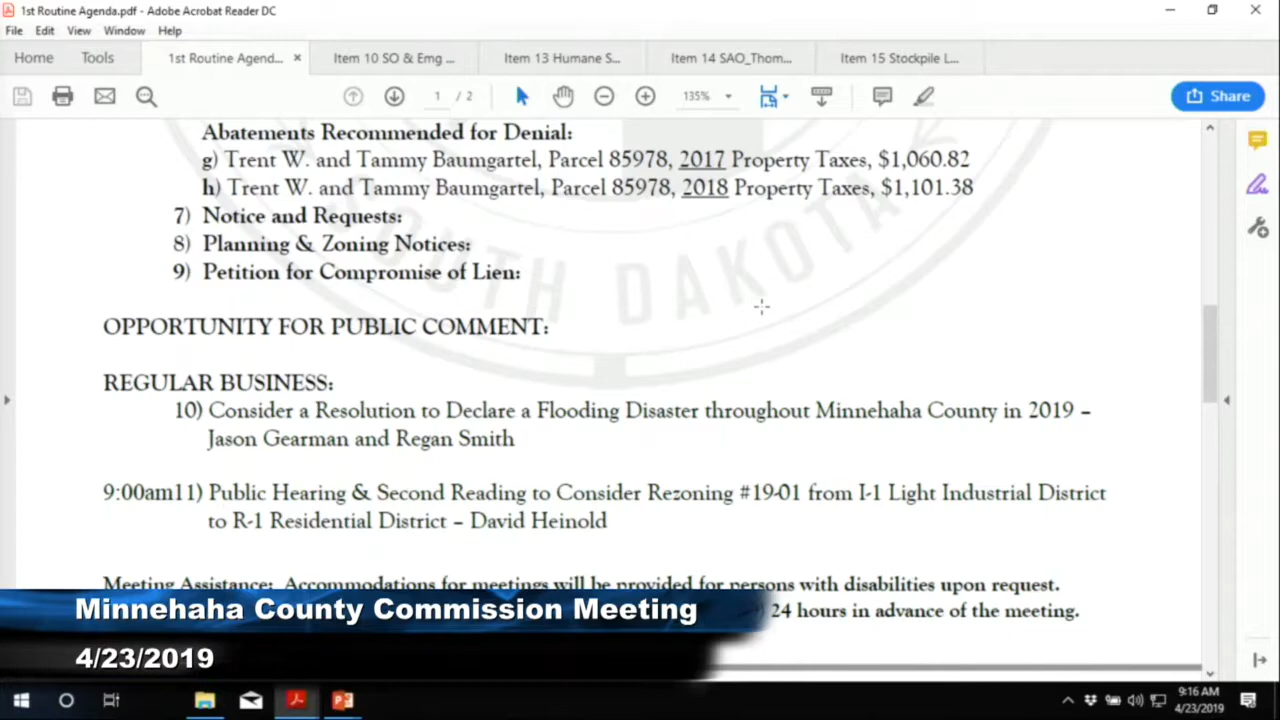 1st Routine Agenda.pdf - Adobe Acrobat Reader DC
File Edit View Window Help
Home Tools 1st Routine Agend... × Item 10 SO & Emg ... Item 13 Humane S... Item 14 SAO_Thom... Item 15 Stockpile L...
1 / 2 135% Share
Abatements Recommended for Denial:
g) Trent W. and Tammy Baumgartel, Parcel 85978, 2017 Property Taxes, $1,060.82
h) Trent W. and Tammy Baumgartel, Parcel 85978, 2018 Property Taxes, $1,101.38
7) Notice and Requests:
8) Planning & Zoning Notices:
9) Petition for Compromise of Lien:
SOUTH DAKOTA
OPPORTUNITY FOR PUBLIC COMMENT:
REGULAR BUSINESS:
10) Consider a Resolution to Declare a Flooding Disaster throughout Minnehaha County in 2019 –
Jason Gearman and Regan Smith
9:00am11) Public Hearing & Second Reading to Consider Rezoning #19-01 from I-1 Light Industrial District
to R-1 Residential District – David Heinold
Meeting Assistance: Accommodations for meetings will be provided for persons with disabilities upon request.
24 hours in advance of the meeting.
Minnehaha County Commission Meeting
4/23/2019
9:16 AM
4/23/2019